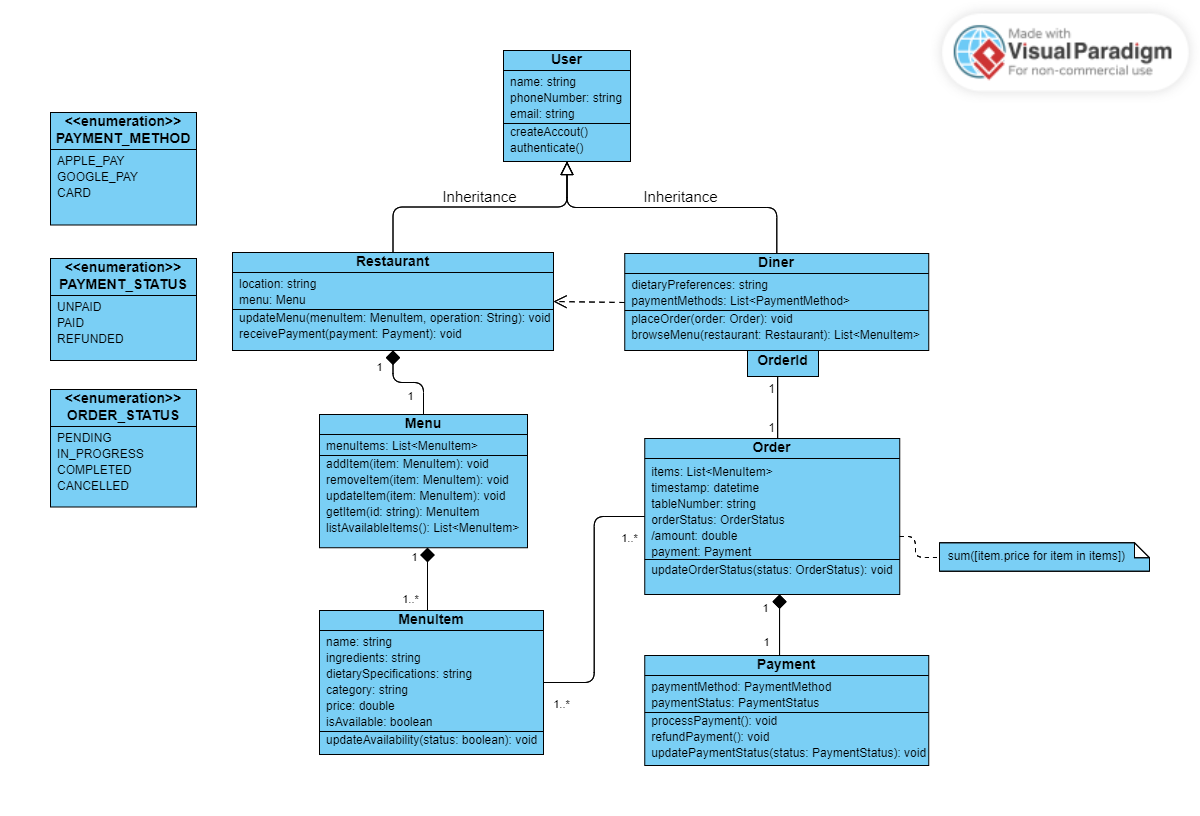 Made with
VisualParadigm
For non-commercial use
User
name: string
phoneNumber: string
email: string
createAccout()
authenticate()
<<enumeration>>
PAYMENT_METHOD
APPLE_PAY
GOOGLE_PAY
CARD
Inheritance
Inheritance
<<enumeration>>
PAYMENT_STATUS
UNPAID
PAID
REFUNDED
Restaurant
location: string
menu: Menu
updateMenu(menuItem: MenuItem, operation: String): void
receivePayment(payment: Payment): void
Diner
dietaryPreferences: string
paymentMethods: List<PaymentMethod>
placeOrder(order: Order): void
browseMenu(restaurant: Restaurant): List<MenuItem>
OrderId
1
1
1
1
<<enumeration>>
ORDER_STATUS
PENDING
IN_PROGRESS
COMPLETED
CANCELLED
Menu
menuItems: List<MenuItem>
addItem(item: MenuItem): void
removeItem(item: MenuItem): void
updateItem(item: MenuItem): void
getItem(id: string): MenuItem
listAvailableItems(): List<MenuItem>
Order
items: List<MenuItem>
timestamp: datetime
tableNumber: string
orderStatus: OrderStatus
/amount: double
payment: Payment
updateOrderStatus(status: OrderStatus): void
1..*
sum([item.price for item in items])
1
1..*
1
1
MenuItem
name: string
ingredients: string
dietarySpecifications: string
category: string
price: double
isAvailable: boolean
updateAvailability(status: boolean): void
1..*
Payment
paymentMethod: PaymentMethod
paymentStatus: PaymentStatus
processPayment(): void
refundPayment(): void
updatePaymentStatus(status: PaymentStatus): void